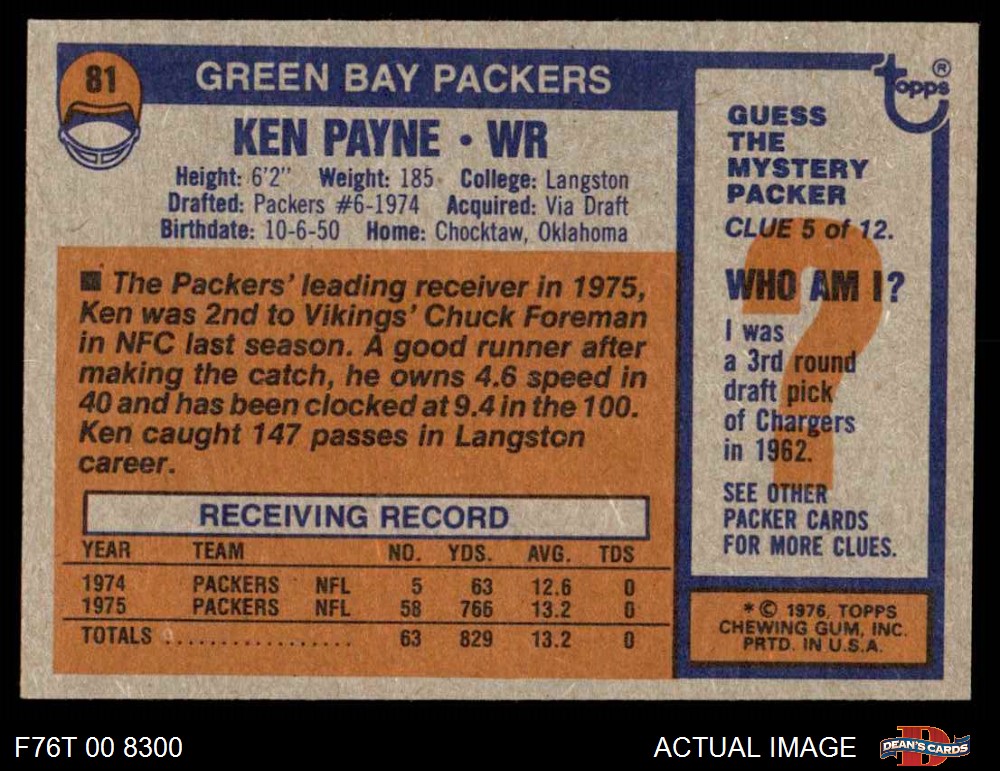 81
GREEN BAY PACKERS
KEN PAYNE • WR
Height: 6'2" Weight: 185 College: Langston
Drafted: Packers #6-1974 Acquired: Via Draft
Birthdate: 10-6-50 Home: Chocktaw, Oklahoma
■ The Packers' leading receiver in 1975,
Ken was 2nd to Vikings' Chuck Foreman
in NFC last season. A good runner after
making the catch, he owns 4.6 speed in
40 and has been clocked at 9.4 in the 100.
Ken caught 147 passes in Langston
career.
RECEIVING RECORD
YEAR TEAM NO. YDS. AVG. TDS
1974 PACKERS NFL 5 63 12.6 0
1975 PACKERS NFL 58 766 13.2 0
TOTALS .................. 63 829 13.2 0
topps ®
GUESS
THE
MYSTERY
PACKER
CLUE 5 of 12.
?
WHO AM I?
I was
a 3rd round
draft pick
of Chargers
in 1962.
SEE OTHER
PACKER CARDS
FOR MORE CLUES.
* © 1976, TOPPS
CHEWING GUM, INC.
PRTD. IN U.S.A.
F76T 00 8300
ACTUAL IMAGE
D
DEAN'S CARDS